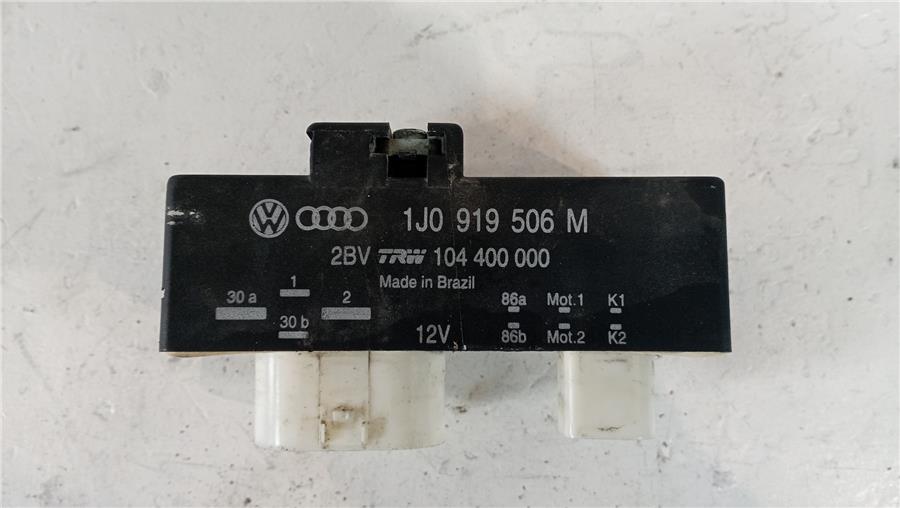 1J0 919 506 M
2BV TRW 104 400 000
Made in Brazil
30 a 1 2 86a Mot.1 K1
30 b 12V 86b Mot.2 K2